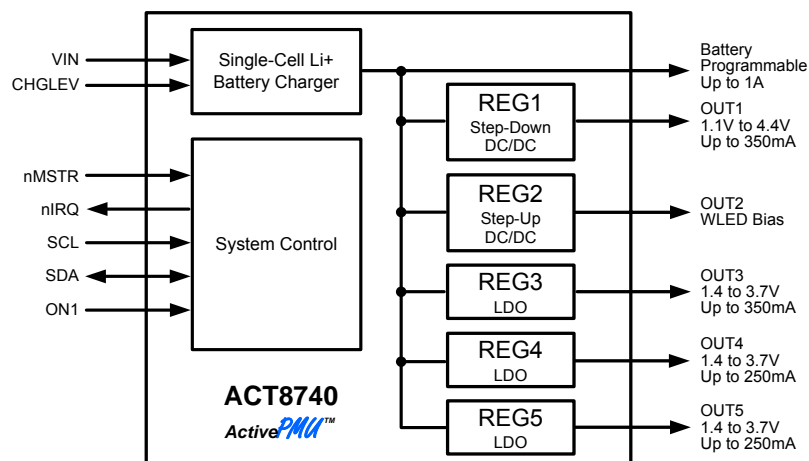 VIN
CHGLEV
Single-Cell Li+
Battery Charger
Battery
Programmable
Up to 1A
REG1
Step-Down
DC/DC
OUT1
1.1V to 4.4V
Up to 350mA
nMSTR
nIRQ
SCL
SDA
ON1
System Control
REG2
Step-Up
DC/DC
OUT2
WLED Bias
REG3
LDO
OUT3
1.4 to 3.7V
Up to 350mA
REG4
LDO
OUT4
1.4 to 3.7V
Up to 250mA
REG5
LDO
OUT5
1.4 to 3.7V
Up to 250mA
ACT8740
ActivePMU™